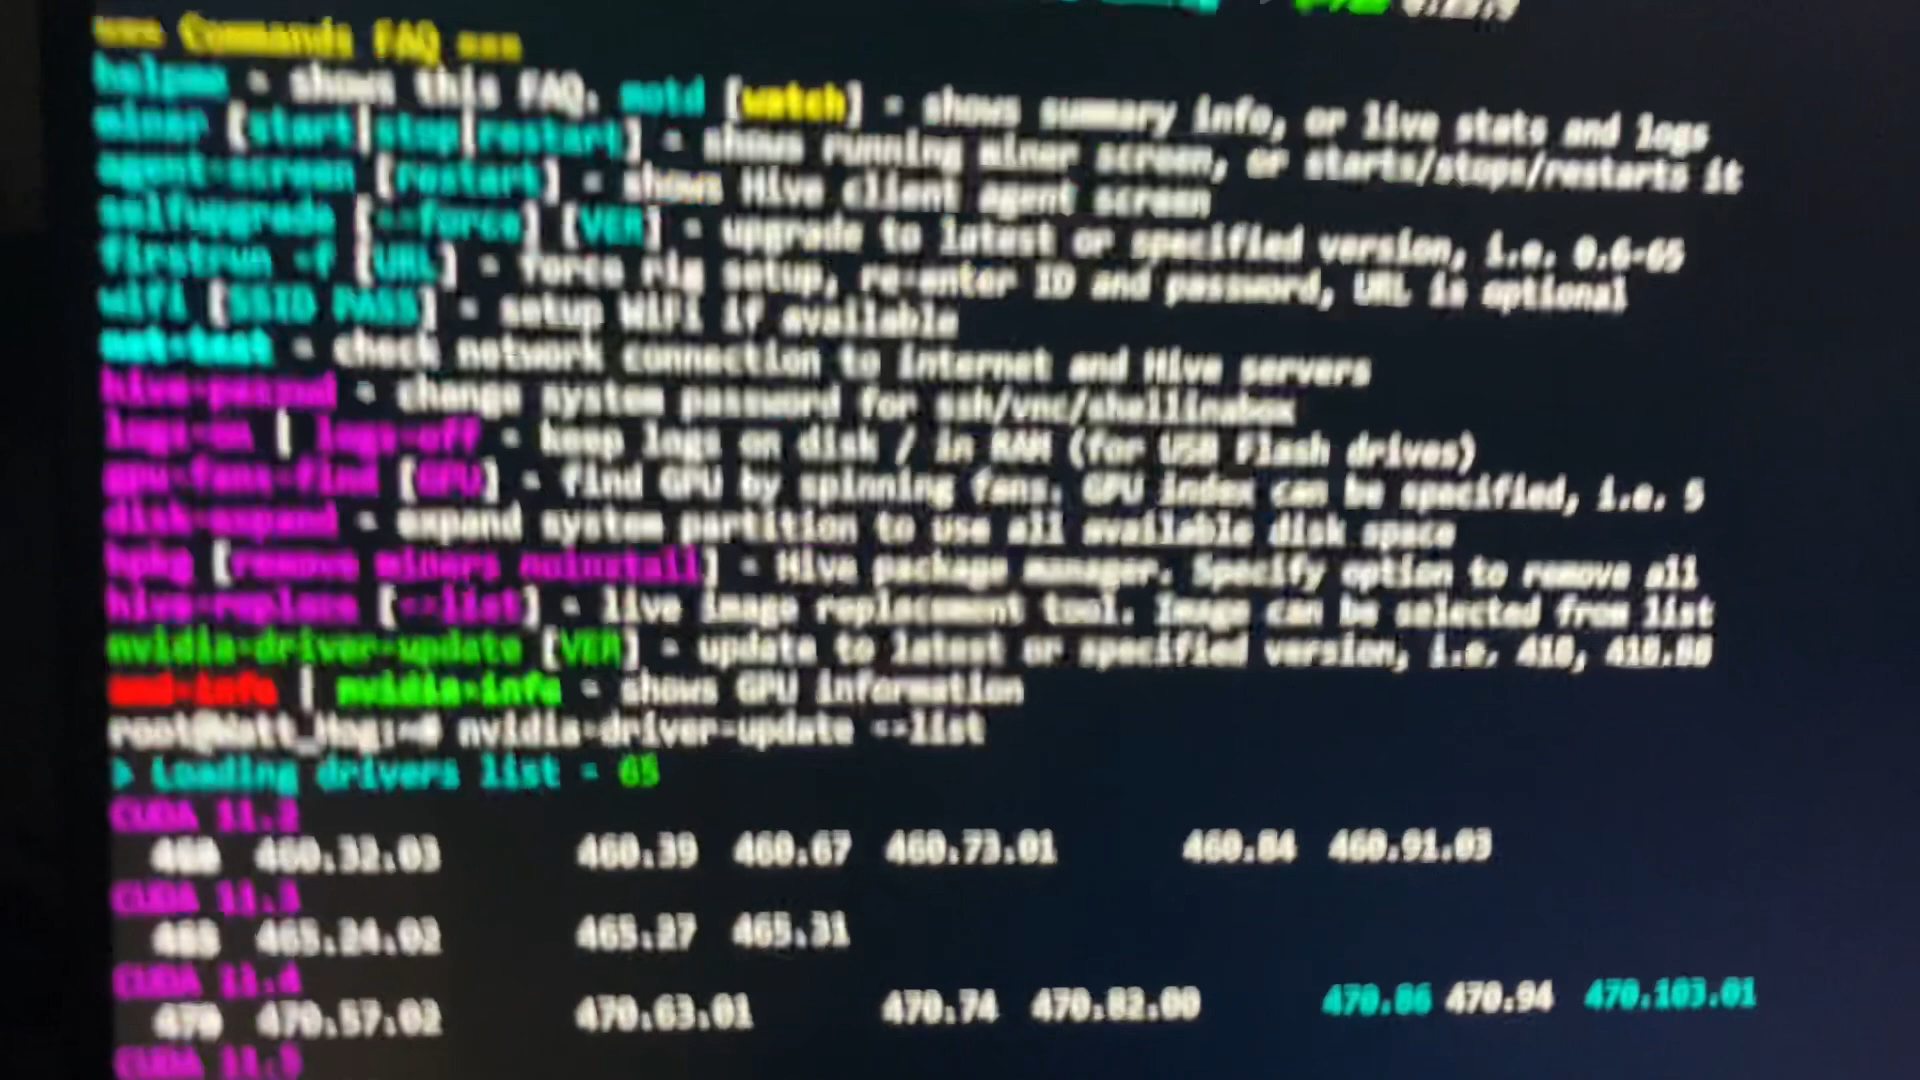 === Commands FAQ ===
helpme - shows this FAQ, motd [watch] - shows summary info, or live stats and logs
miner [start|stop|restart] - shows running miner screen, or starts/stops/restarts it
agent-screen [restart] - shows Hive client agent screen
selfupgrade [--force] [VER] - upgrade to latest or specified version, i.e. 0.6-65
firstrun -f [URL] - force rig setup, re-enter ID and password, URL is optional
wifi [SSID PASS] - setup WiFi if available
net-test - check network connection to internet and Hive servers
hive-passwd - change system password for ssh/vnc/shellinabox
logs-on | logs-off - keep logs on disk / in RAM (for USB Flash drives)
gpu-fans-find [GPU] - find GPU by spinning fans. GPU index can be specified, i.e. 5
disk-expand - expand system partition to use all available disk space
hpkg [remove miners noinstall] - Hive package manager. Specify option to remove all
hive-replace [--list] - live image replacement tool. Image can be selected from list
nvidia-driver-update [VER] - update to latest or specified version, i.e. 410, 410.80
amd-info | nvidia-info - shows GPU information
nvidia-driver-update --list
> Loading drivers list - 65
CUDA 11.2
460 460.32.03 460.39 460.67 460.73.01 460.84 460.91.03
CUDA 11.3
465 465.24.02 465.27 465.31
CUDA 11.4
470 470.57.02 470.63.01 470.74 470.82.00 470.86 470.94 470.103.01
CUDA 11.5